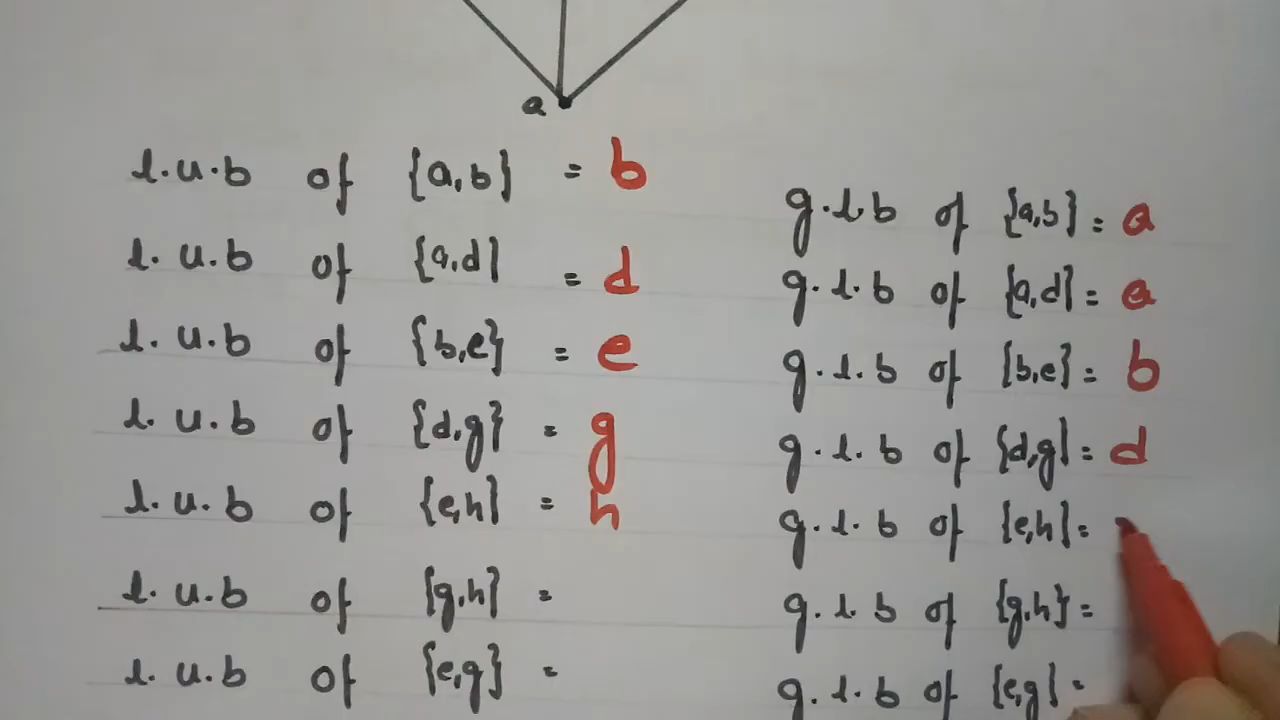 a
l.u.b of {a,b} = b
l.u.b of {a,d} = d
l.u.b of {b,e} = e
l.u.b of {d,g} = g
l.u.b of {e,h} = h
l.u.b of {g,h} =
l.u.b of {e,g} =
g.l.b of {a,b} = a
g.l.b of {a,d} = a
g.l.b of {b,e} = b
g.l.b of {d,g} = d
g.l.b of {e,h} =
g.l.b of {g,h} =
g.l.b of {e,g} =